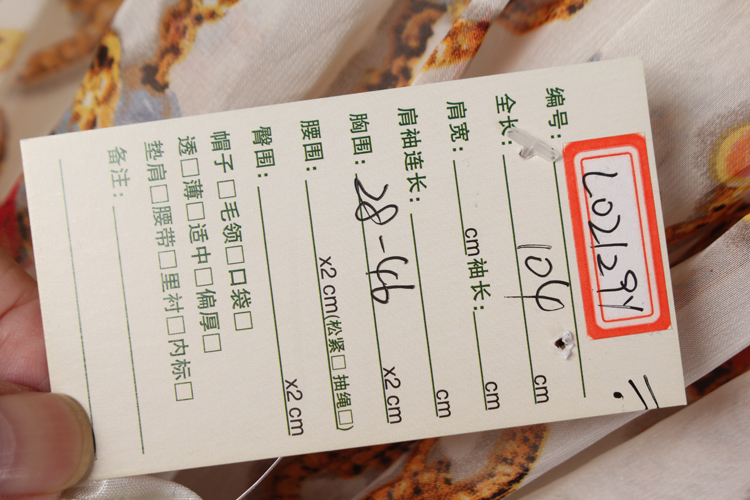 编号: L02129Y
全长: 104 cm
肩宽: cm 袖长: cm
肩袖连长: cm
胸围: 38-46 x2 cm
腰围: x2 cm(松紧□ 抽绳□)
臀围: x2 cm
帽子□ 毛领□ 口袋□
透□ 薄□ 适中□ 偏厚□
垫肩□ 腰带□ 里衬□ 内标□
备注: